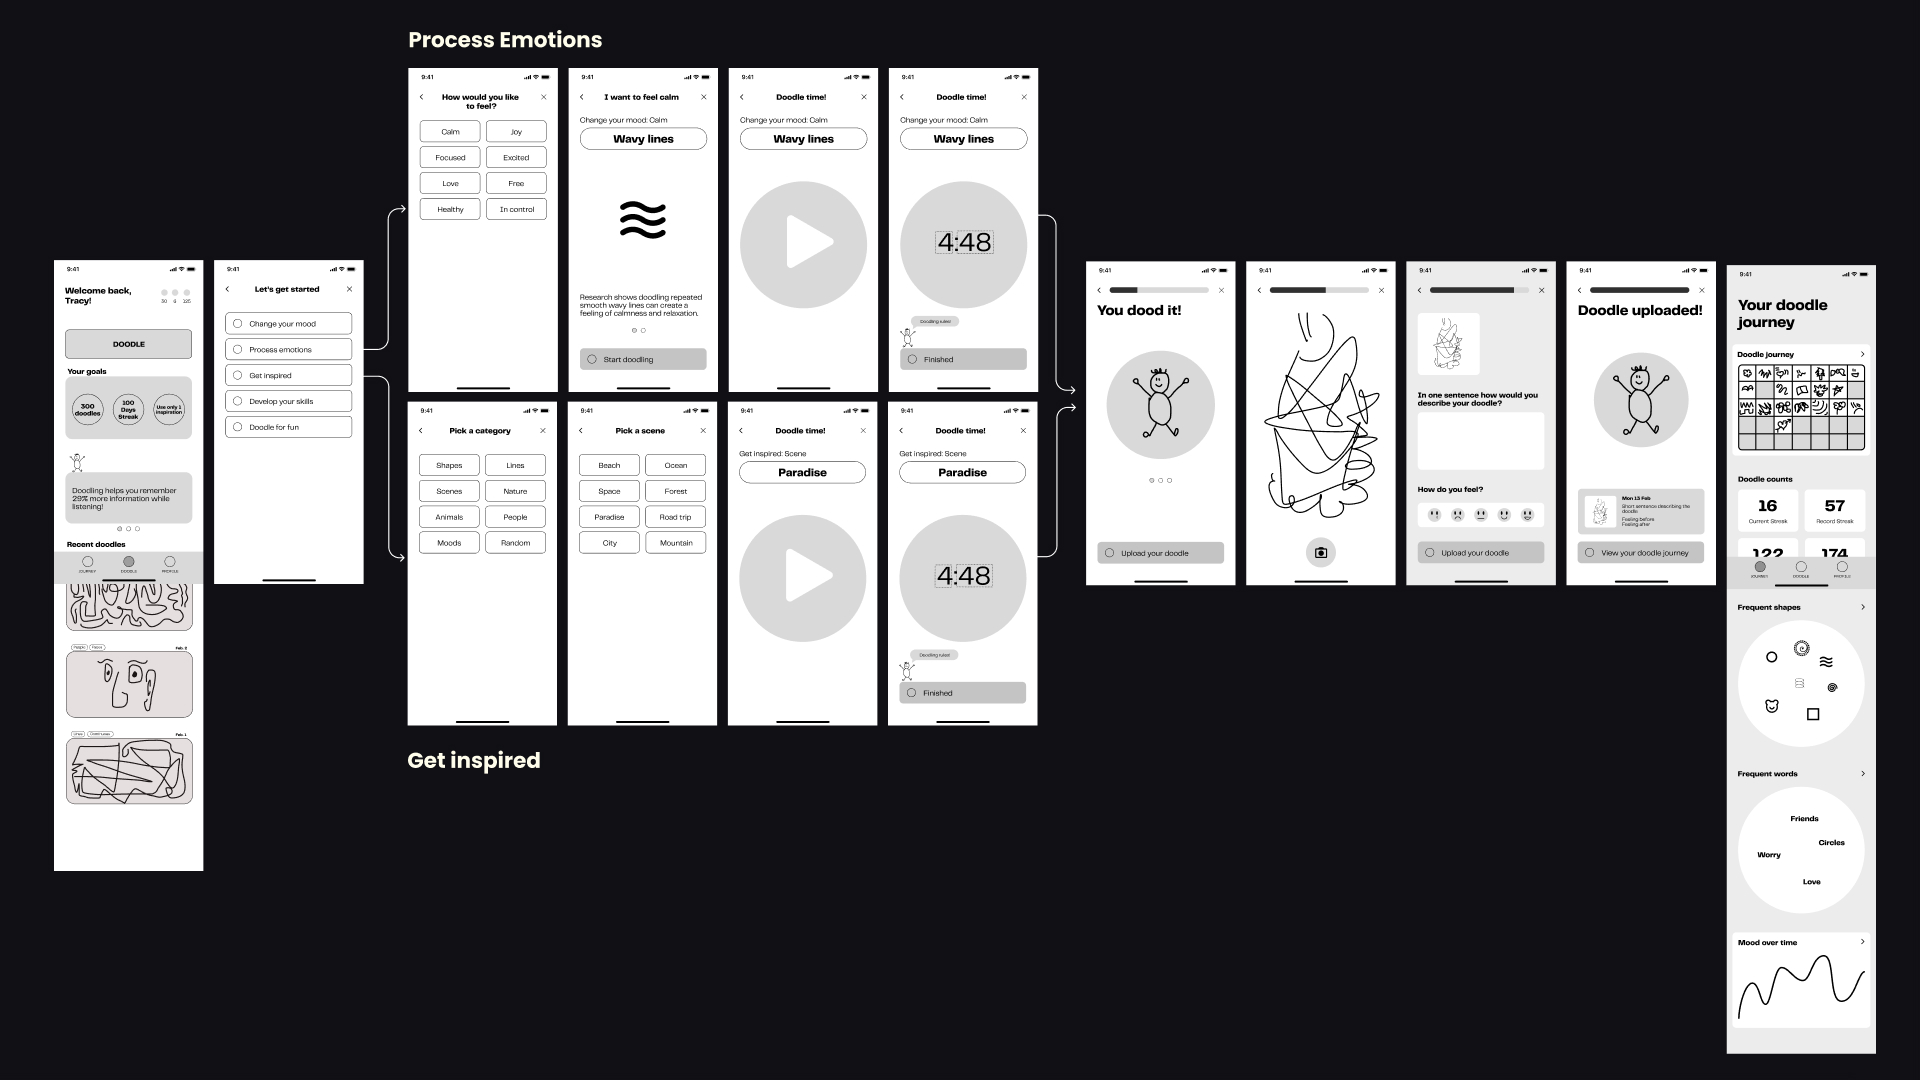 Process Emotions
9:41
Welcome back,
Tracy!
30 6 125
DOODLE
Your goals
300
doodles
100
Days
Streak
Use only 1
inspiration
Doodling helps you remember
29% more information while
listening!
Recent doodles
JOURNEY DOODLE PROFILE
People Faces Feb. 2
Lines Feb. 1
9:41
Let's get started
Change your mood
Process emotions
Get inspired
Develop your skills
Doodle for fun
9:41
How would you like
to feel?
Calm Joy
Focused Excited
Love Free
Healthy In control
9:41
I want to feel calm
Change your mood: Calm
Wavy lines
Research shows doodling repeated
smooth wavy lines can create a
feeling of calmness and relaxation.
Start doodling
9:41
Doodle time!
Change your mood: Calm
Wavy lines
9:41
Doodle time!
Change your mood: Calm
Wavy lines
4:48
Doodling rules!
Finished
9:41
Pick a category
Shapes Lines
Scenes Nature
Animals People
Moods Random
9:41
Pick a scene
Beach Ocean
Space Forest
Paradise Road trip
City Mountain
9:41
Doodle time!
Get inspired: Scene
Paradise
9:41
Doodle time!
Get inspired: Scene
Paradise
4:48
Doodling rules!
Finished
Get inspired
9:41
You dood it!
Upload your doodle
9:41
9:41
In one sentence how would you
describe your doodle?
How do you feel?
Upload your doodle
9:41
Doodle uploaded!
Mon 13 Feb
Short sentence describing the
doodle
Feeling before
Feeling after
View your doodle journey
9:41
Your doodle
journey
Doodle journey
Doodle counts
16 57
Current Streak Record Streak
122 174
JOURNEY DOODLE PROFILE
Frequent shapes
Frequent words
Friends
Circles
Worry
Love
Mood over time